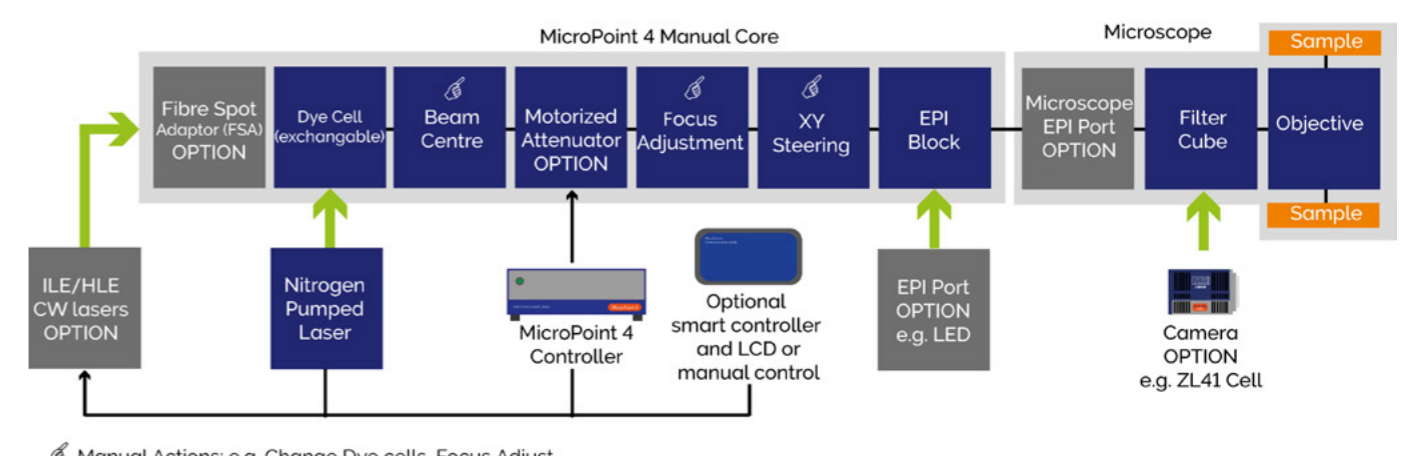 MicroPoint 4 Manual Core
Microscope
Sample
Fibre Spot
Adaptor (FSA)
OPTION
Dye Cell
(exchangable)
Beam
Centre
Motorized
Attenuator
OPTION
Focus
Adjustment
XY
Steering
EPI
Block
Microscope
EPI Port
OPTION
Filter
Cube
Objective
Sample
ILE/HLE
CW lasers
OPTION
Nitrogen
Pumped
Laser
MicroPoint 4
Controller
Optional
smart controller
and LCD or
manual control
EPI Port
OPTION
e.g. LED
Camera
OPTION
e.g. ZL41 Cell
Manual Actions: e.g. Change Dye cells, Focus Adjust